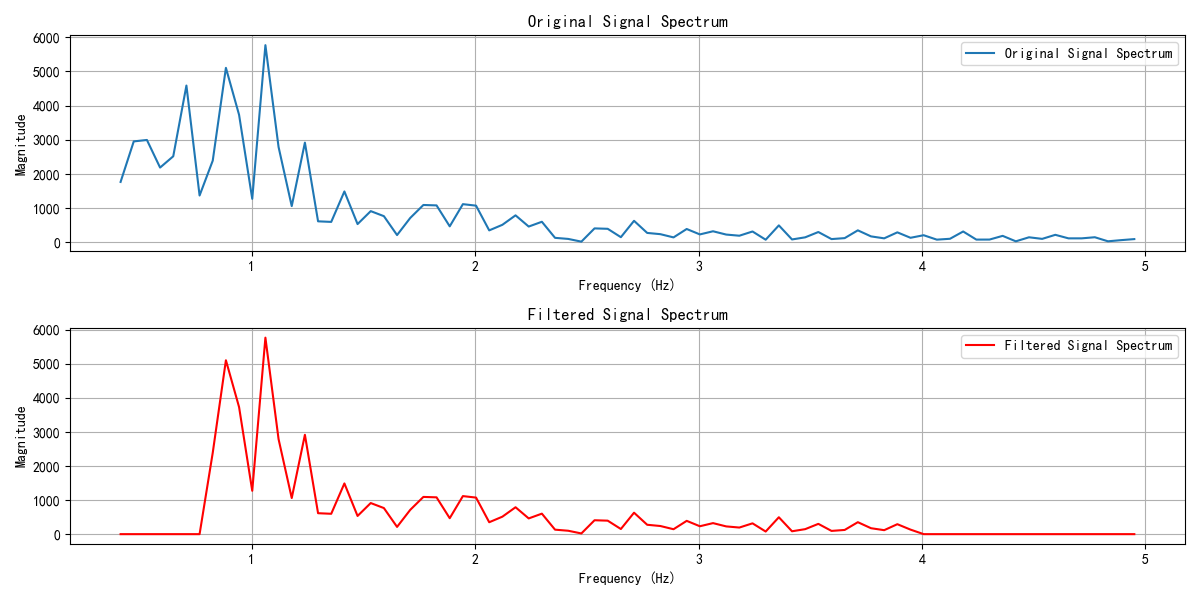 Original Signal Spectrum
6000
5000
4000
3000
2000
1000
0
Magnitude
Original Signal Spectrum
1 2 3 4 5
Frequency (Hz)
Filtered Signal Spectrum
6000
5000
4000
3000
2000
1000
0
Magnitude
Filtered Signal Spectrum
1 2 3 4 5
Frequency (Hz)